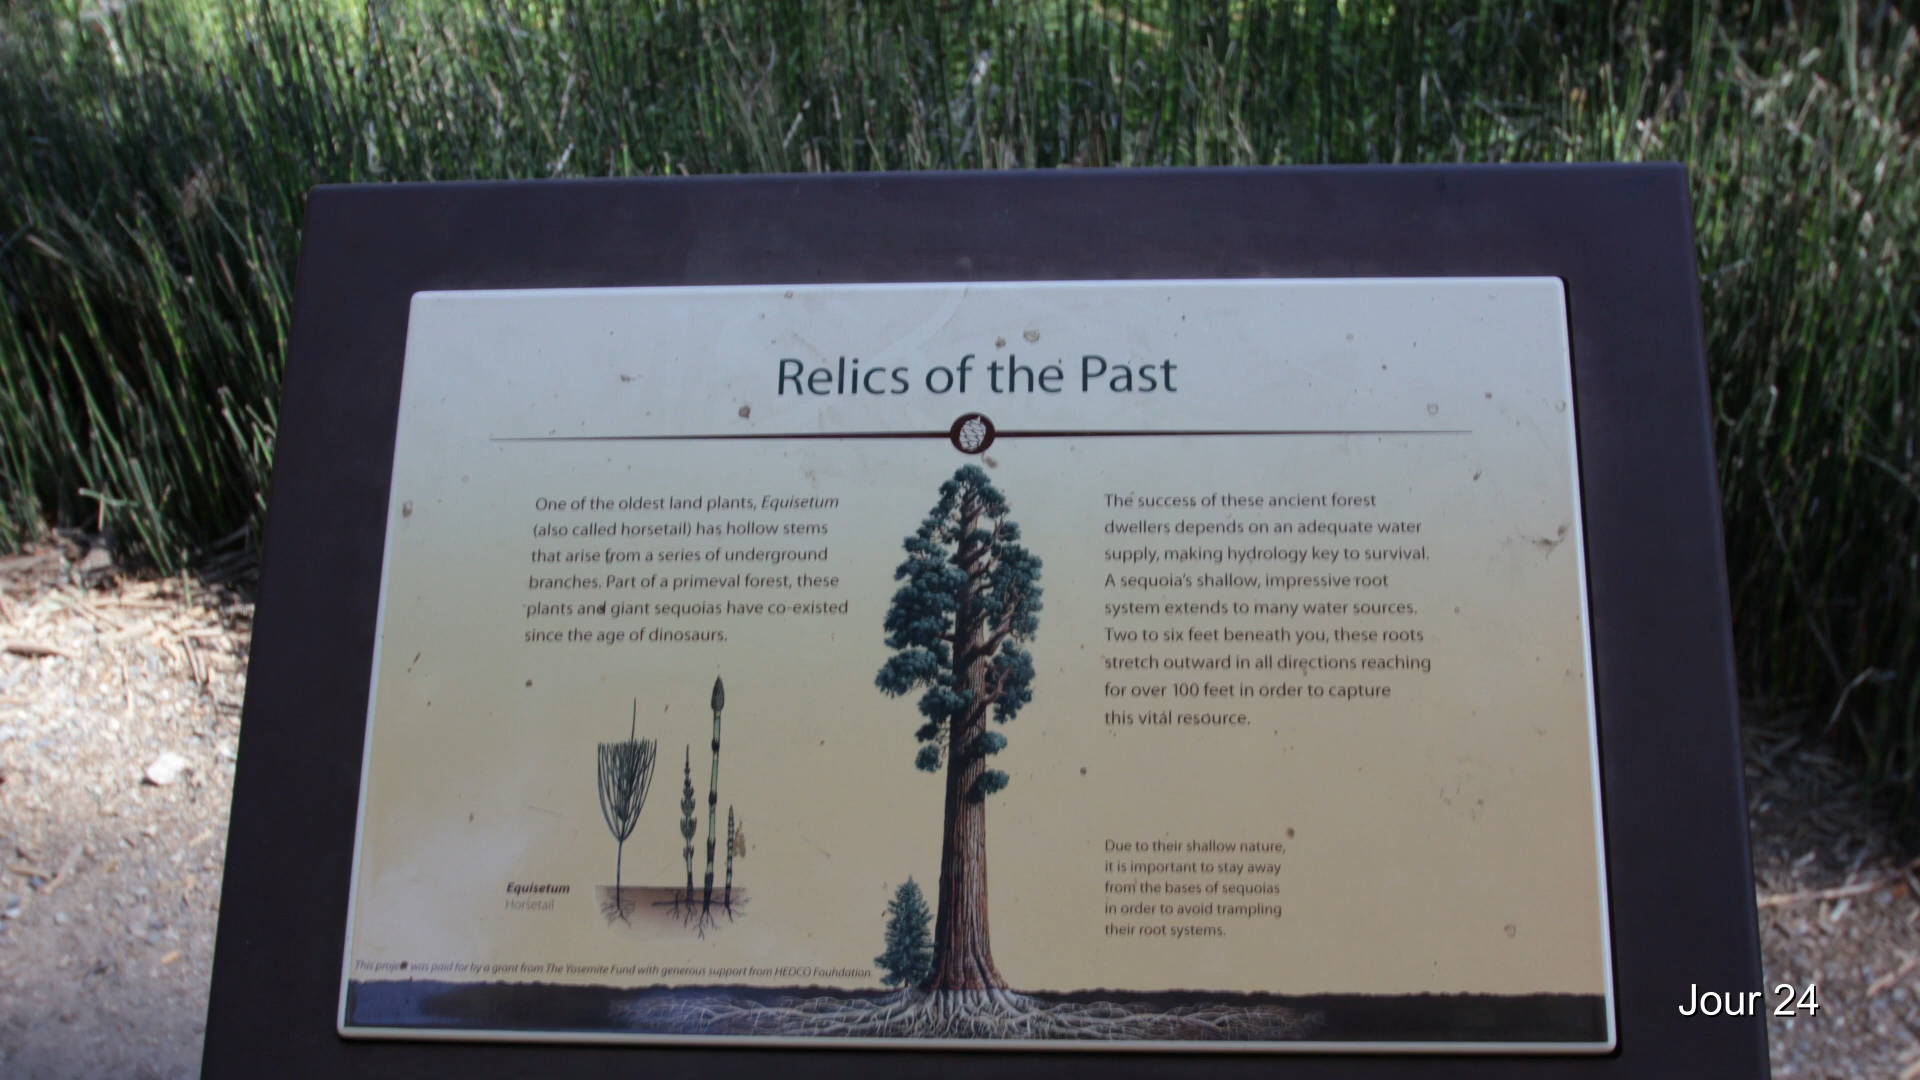 Relics of the Past
One of the oldest land plants, Equisetum
(also called horsetail) has hollow stems
that arise from a series of underground
branches. Part of a primeval forest, these
plants and giant sequoias have co-existed
since the age of dinosaurs.
Equisetum
Horsetail
This project was paid for by a grant from The Yosemite Fund with generous support from HEDCO Foundation.
The success of these ancient forest
dwellers depends on an adequate water
supply, making hydrology key to survival.
A sequoia's shallow, impressive root
system extends to many water sources.
Two to six feet beneath you, these roots
stretch outward in all directions reaching
for over 100 feet in order to capture
this vital resource.
Due to their shallow nature,
it is important to stay away
from the bases of sequoias
in order to avoid trampling
their root systems.
Jour 24